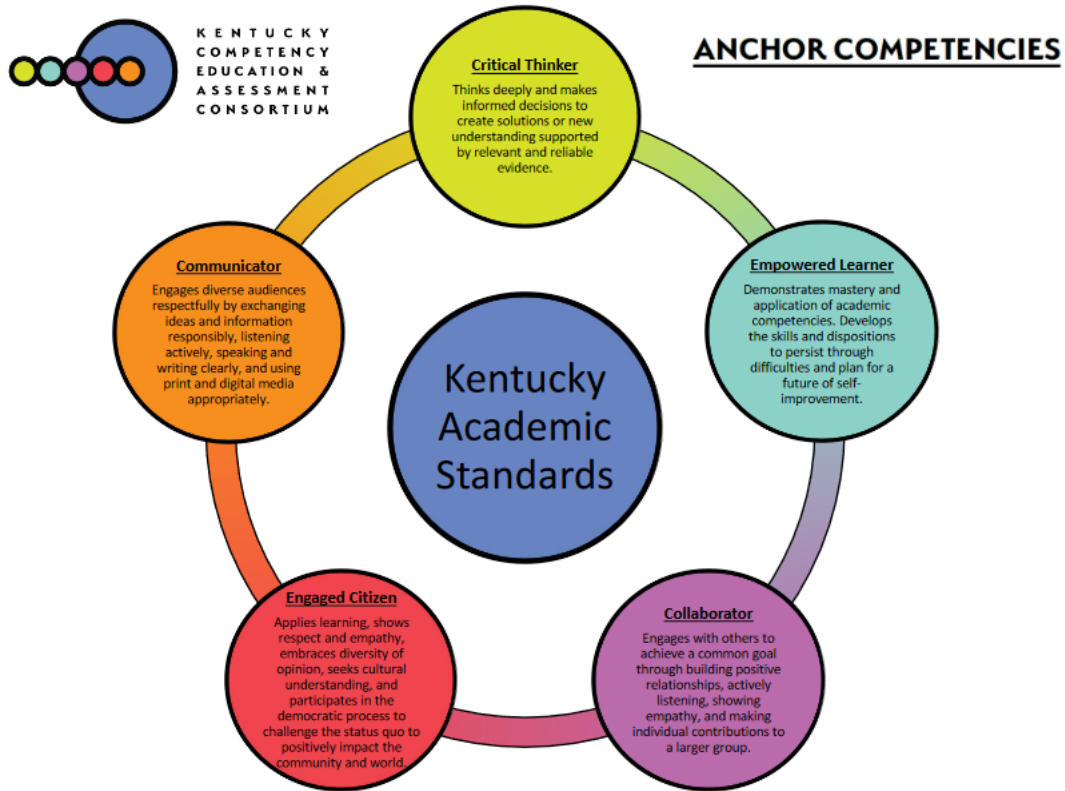 KENTUCKY
COMPETENCY
EDUCATION &
ASSESSMENT
CONSORTIUM
ANCHOR COMPETENCIES
Critical Thinker
Thinks deeply and makes
informed decisions to
create solutions or new
understanding supported
by relevant and reliable
evidence.
Empowered Learner
Demonstrates mastery and
application of academic
competencies. Develops
the skills and dispositions
to persist through
difficulties and plan for a
future of self-
improvement.
Collaborator
Engages with others to
achieve a common goal
through building positive
relationships, actively
listening, showing
empathy, and making
individual contributions to
a larger group.
Engaged Citizen
Applies learning, shows
respect and empathy,
embraces diversity of
opinion, seeks cultural
understanding, and
participates in the
democratic process to
challenge the status quo to
positively impact the
community and world.
Communicator
Engages diverse audiences
respectfully by exchanging
ideas and information
responsibly, listening
actively, speaking and
writing clearly, and using
print and digital media
appropriately.
Kentucky
Academic
Standards